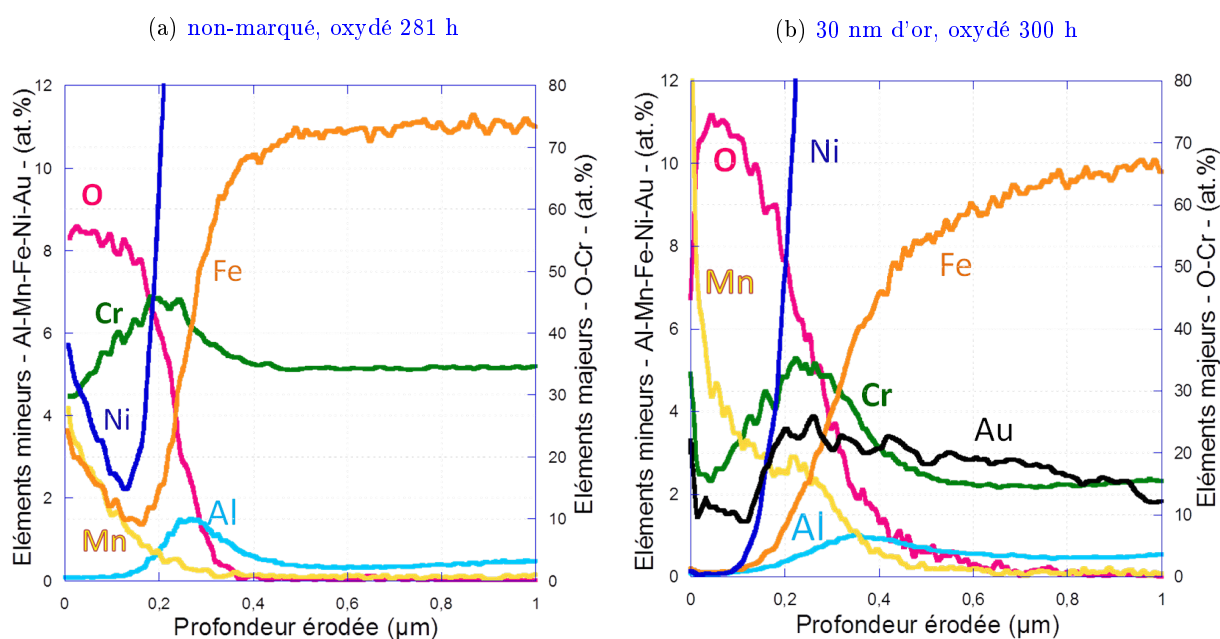 (a) non-marqué, oxydé 281 h
(b) 30 nm d'or, oxydé 300 h
Eléments mineurs - Al-Mn-Fe-Ni-Au - (at.%)
12
10
8
6
4
2
0
O
Cr
Ni
Mn
Al
Fe
80
70
60
50
40
30
20
10
0
Eléments majeurs - O-Cr - (at.%)
0
0,2
0,4
0,6
0,8
1
Profondeur érodée (µm)
Eléments mineurs - Al-Mn-Fe-Ni-Au - (at.%)
12
10
8
6
4
2
0
O
Mn
Ni
Fe
Cr
Au
Al
80
70
60
50
40
30
20
10
0
Eléments majeurs - O-Cr - (at.%)
0
0,2
0,4
0,6
0,8
1
Profondeur érodée (µm)